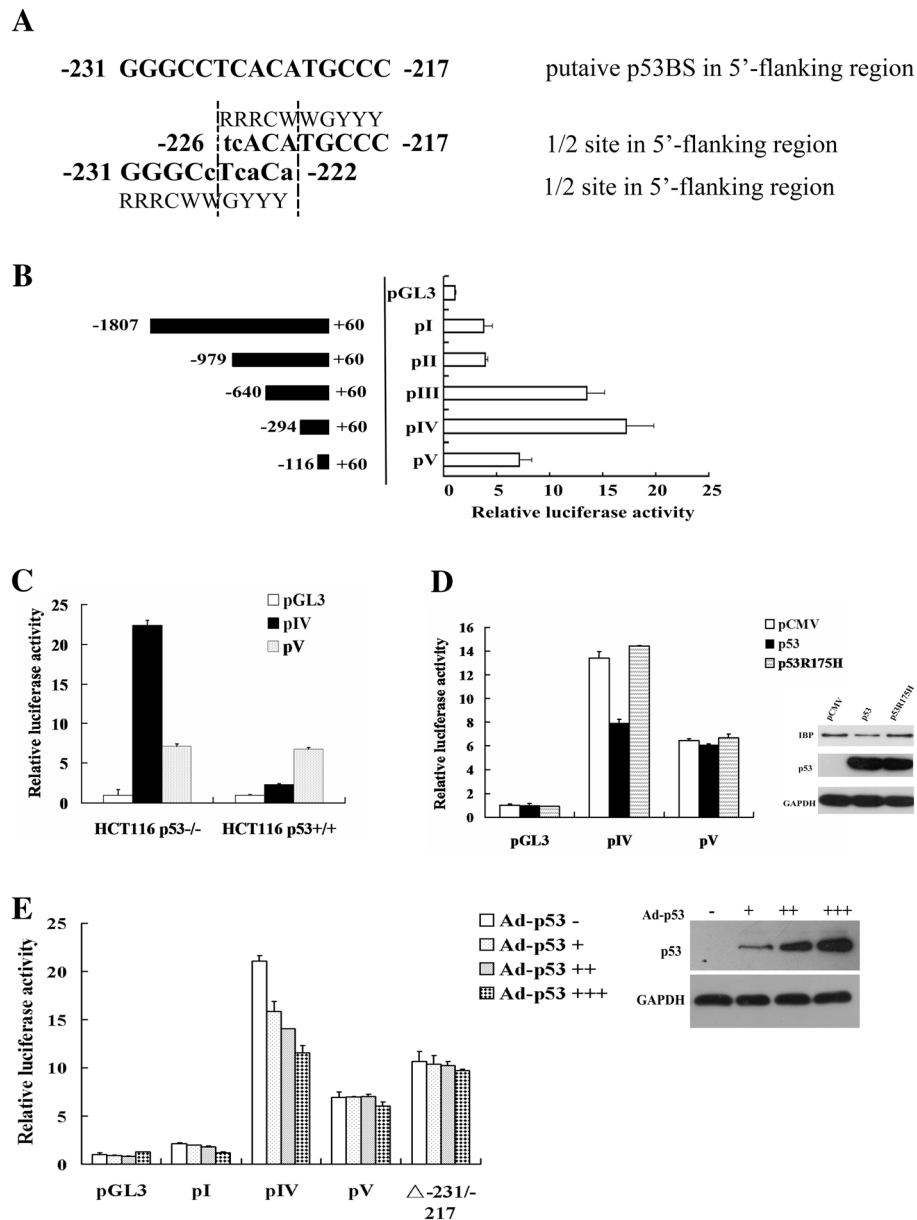 A
-231 GGGCCTCACATGCCC -217 putaive p53BS in 5’-flanking region
RRRCWWGYYY
-226 tcACATGCCC -217 1/2 site in 5’-flanking region
-231 GGGCcTcaCa -222 1/2 site in 5’-flanking region
RRRCWWGYYY
B
pGL3
-1807 +60 pI
-979 +60 pII
-640 +60 pIII
-294 +60 pIV
-116 +60 pV
0 5 10 15 20 25
Relative luciferase activity
C
Relative luciferase activity
25
20
15
10
5
0
pGL3
pIV
pV
HCT116 p53-/- HCT116 p53+/+
D
Relative luciferase activity
16
14
12
10
8
6
4
2
0
pCMV
p53
p53R175H
pGL3 pIV pV
pCMV p53 p53R175H
IBP
p53
GAPDH
E
Relative luciferase activity
25
20
15
10
5
0
Ad-p53 -
Ad-p53 +
Ad-p53 ++
Ad-p53 +++
pGL3 pI pIV pV △-231/-
217
Ad-p53 - + ++ +++
p53
GAPDH